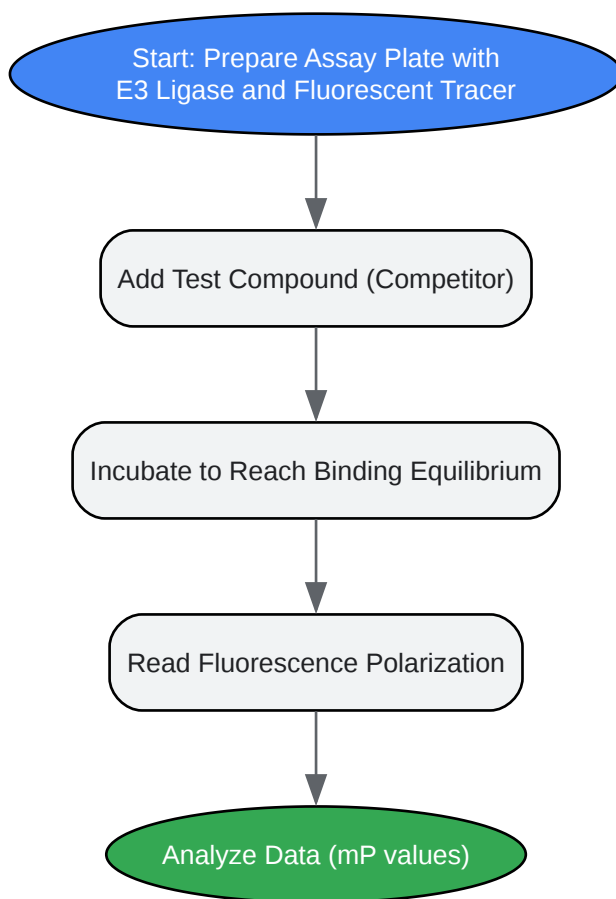 Start: Prepare Assay Plate with
E3 Ligase and Fluorescent Tracer
Add Test Compound (Competitor)
Incubate to Reach Binding Equilibrium
Read Fluorescence Polarization
Analyze Data (mP values)